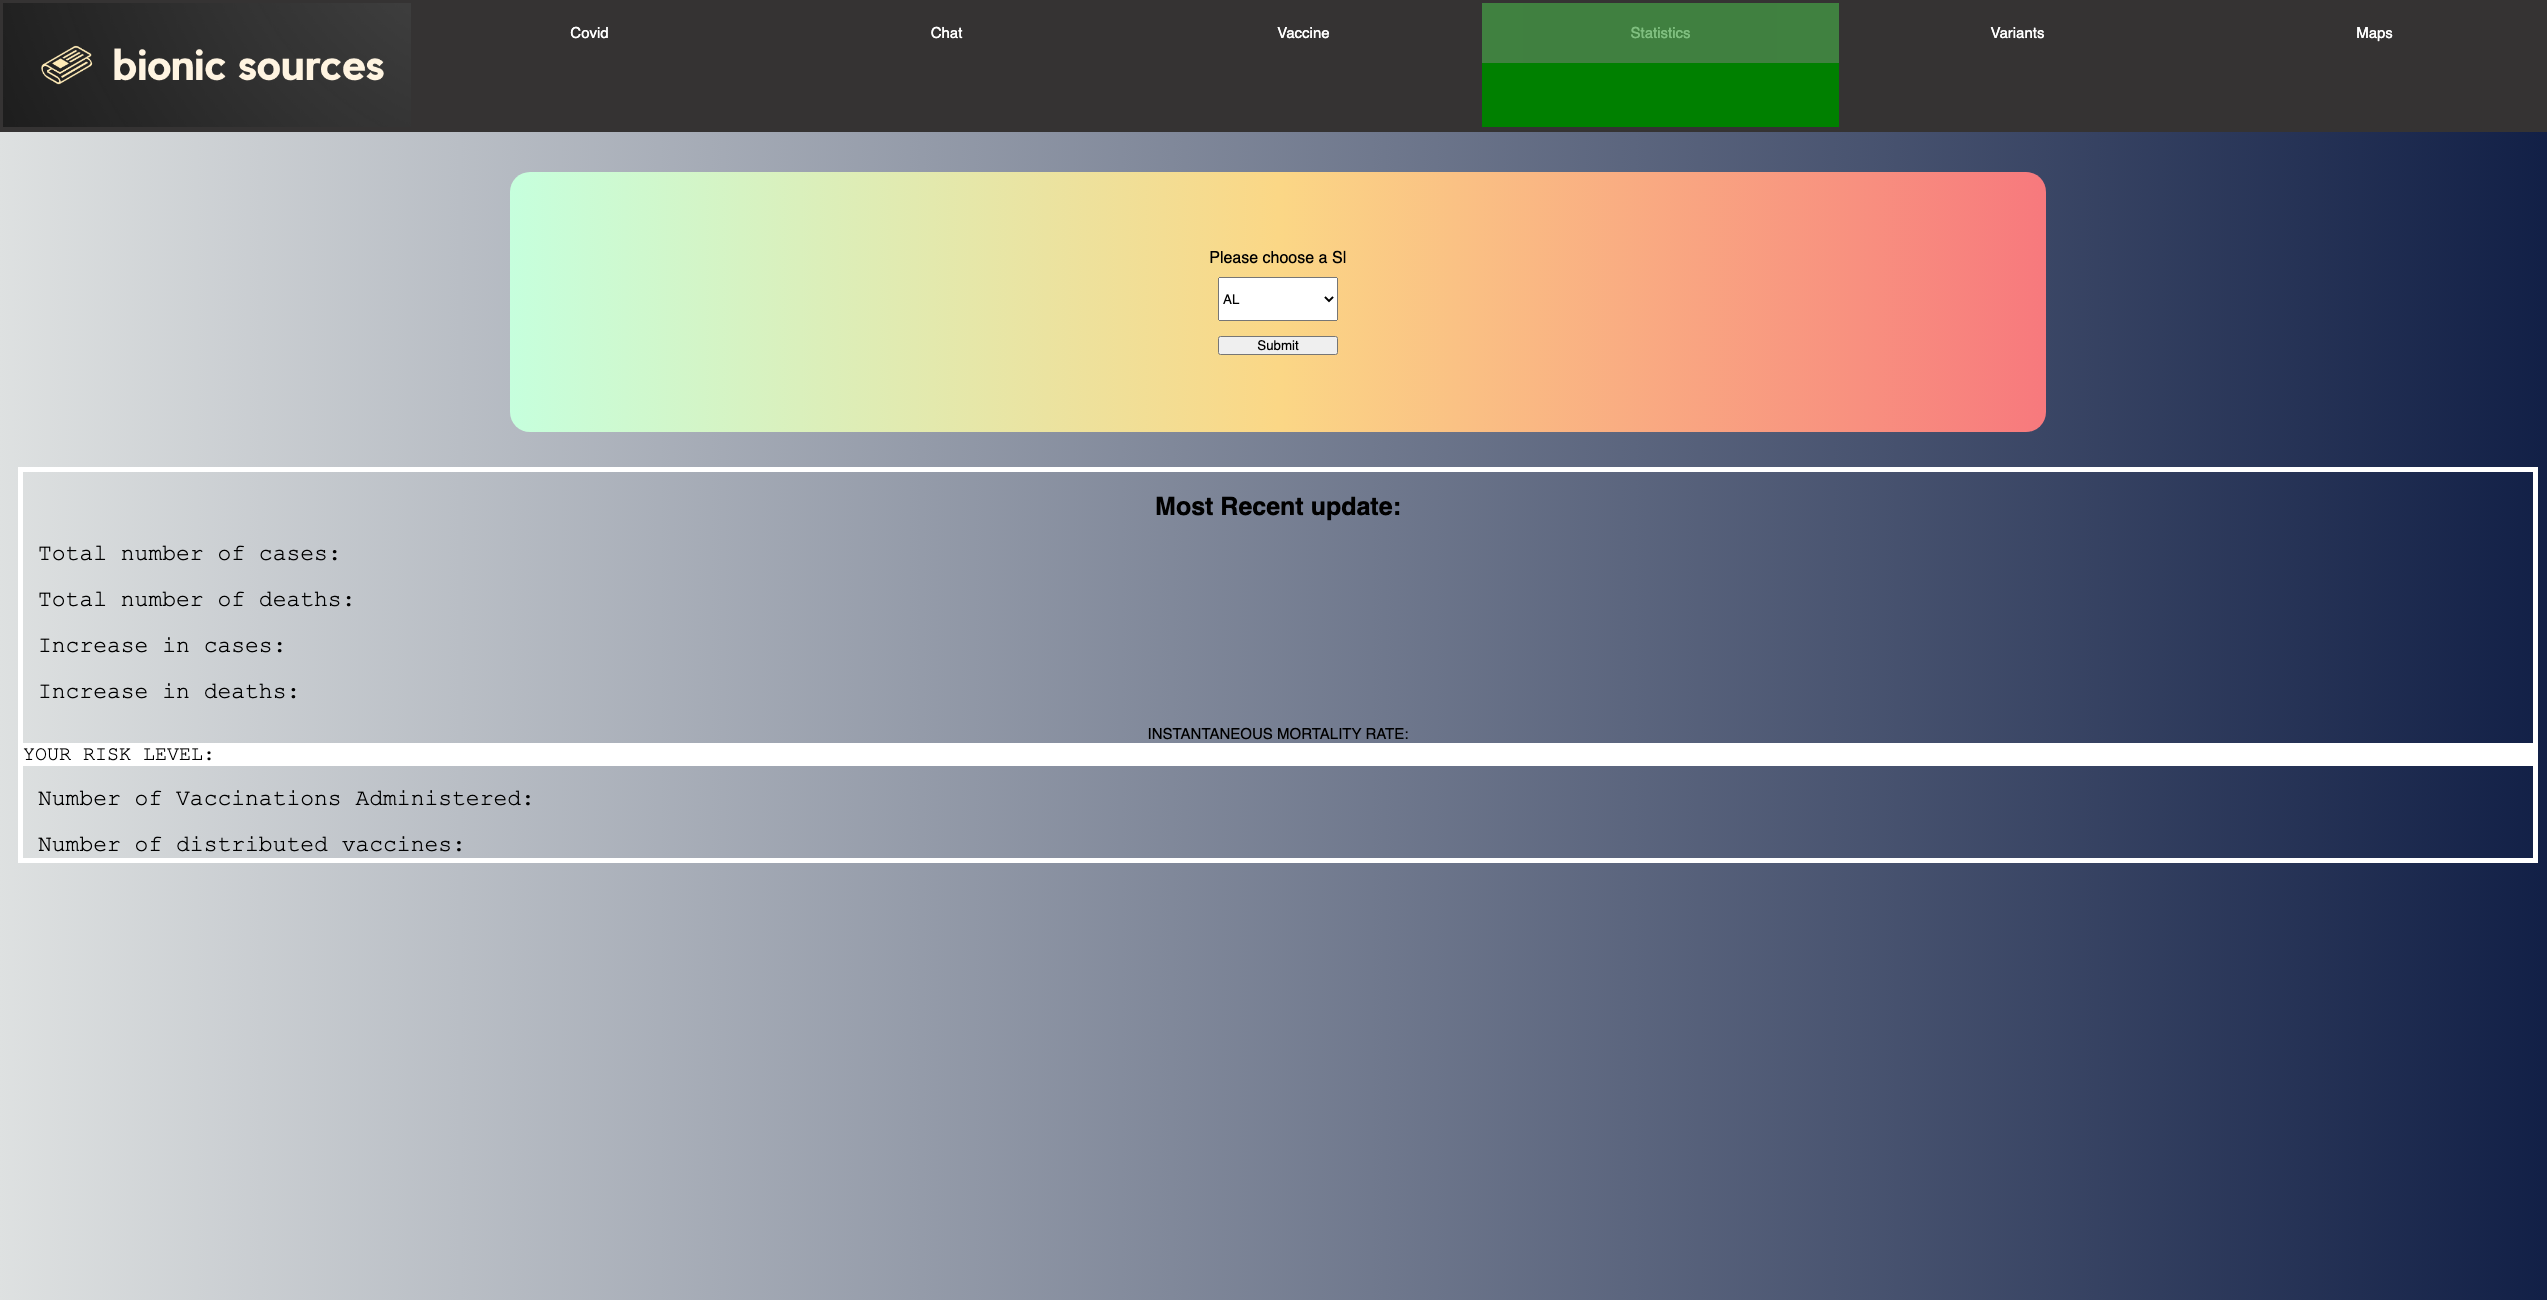 bionic sources
Covid
Chat
Vaccine
Statistics
Variants
Maps
Please choose a Sl
AL
Submit
Most Recent update:
Total number of cases:
Total number of deaths:
Increase in cases:
Increase in deaths:
INSTANTANEOUS MORTALITY RATE:
YOUR RISK LEVEL:
Number of Vaccinations Administered:
Number of distributed vaccines: